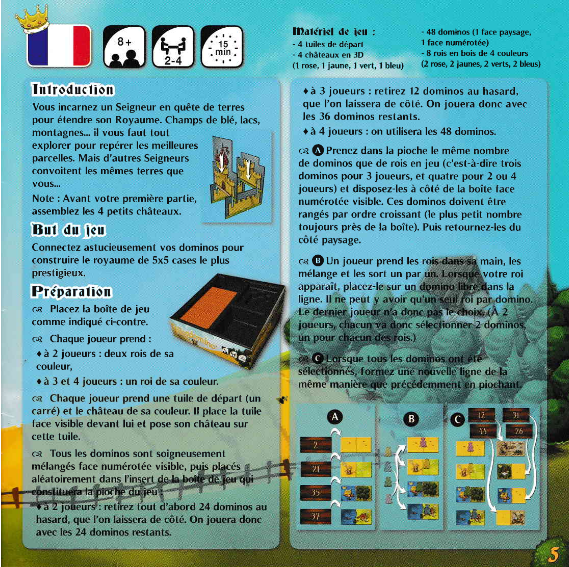 8+
2-4
15
min
Matériel de jeu :
- 4 tuiles de départ
- 4 châteaux en 3D
(1 rose, 1 jaune, 1 vert, 1 bleu)
- 48 dominos (1 face paysage,
1 face numérotée)
- 8 rois en bois de 4 couleurs
(2 rose, 2 jaunes, 2 verts, 2 bleus)
Introduction
Vous incarnez un Seigneur en quête de terres
pour étendre son Royaume. Champs de blé, lacs,
montagnes... il vous faut tout
explorer pour repérer les meilleures
parcelles. Mais d'autres Seigneurs
convoitent les mêmes terres que
vous...
Note : Avant votre première partie,
assemblez les 4 petits châteaux.
But du jeu
Connectez astucieusement vos dominos pour
construire le royaume de 5x5 cases le plus
prestigieux.
Préparation
Placez la boîte de jeu
comme indiqué ci-contre.
Chaque joueur prend :
♦ à 2 joueurs : deux rois de sa
couleur,
♦ à 3 et 4 joueurs : un roi de sa couleur.
Chaque joueur prend une tuile de départ (un
carré) et le château de sa couleur. Il place la tuile
face visible devant lui et pose son château sur
cette tuile.
Tous les dominos sont soigneusement
mélangés face numérotée visible, puis placés
aléatoirement dans l'insert de la boîte de jeu qui
constituera la pioche du jeu
♦ à 2 joueurs : retirez tout d'abord 24 dominos au
hasard, que l'on laissera de côté. On jouera donc
avec les 24 dominos restants.
♦ à 3 joueurs : retirez 12 dominos au hasard,
que l'on laissera de côté. On jouera donc avec
les 36 dominos restants.
♦ à 4 joueurs : on utilisera les 48 dominos.
A Prenez dans la pioche le même nombre
de dominos que de rois en jeu (c'est-à-dire trois
dominos pour 3 joueurs, et quatre pour 2 ou 4
joueurs) et disposez-les à côté de la boîte face
numérotée visible. Ces dominos doivent être
rangés par ordre croissant (le plus petit nombre
toujours près de la boîte). Puis retournez-les du
côté paysage.
B Un joueur prend les rois dans sa main, les
mélange et les sort un par un. Lorsque votre roi
apparaît, placez-le sur un domino libre dans la
ligne. Il ne peut y avoir qu'un seul roi par domino.
Le dernier joueur n'a donc pas le choix. (À 2
joueurs, chacun va donc sélectionner 2 dominos,
un pour chacun des rois.)
C Lorsque tous les dominos ont été
sélectionnés, formez une nouvelle ligne de la
même manière que précédemment en piochant.
A
2
21
35
37
B
C
12 31
44 26
5